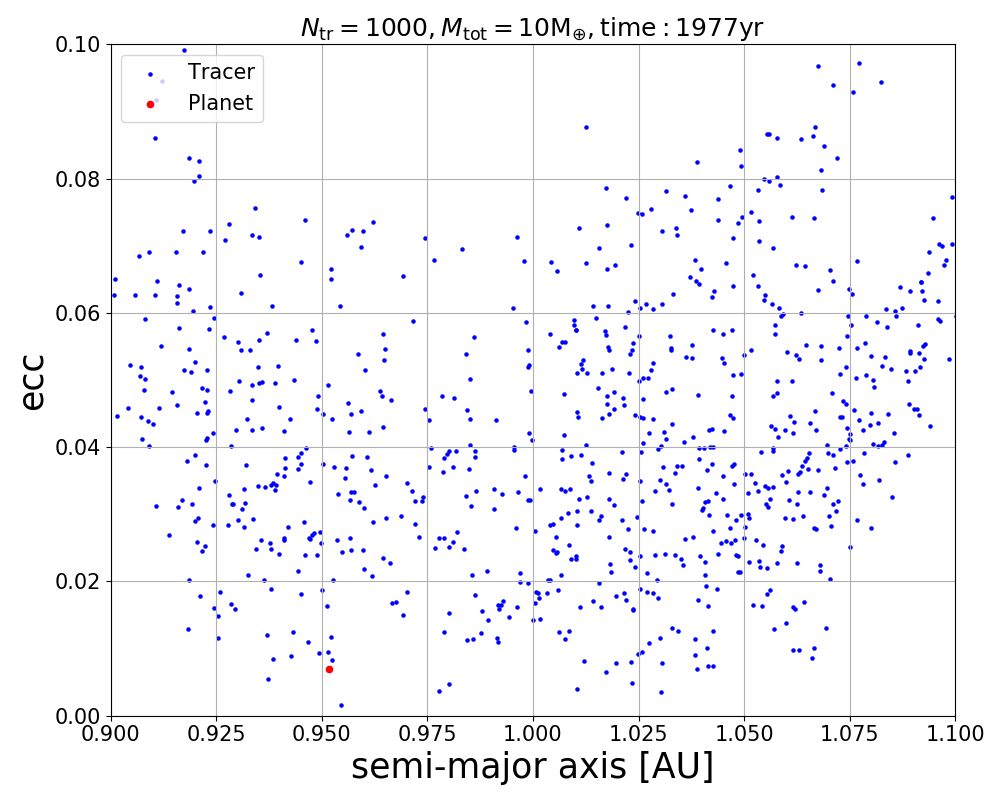 N_tr = 1000, M_tot = 10M_⊕, time : 1977yr
0.10
Tracer
Planet
0.08
0.06
ecc
0.04
0.02
0.00
0.900 0.925 0.950 0.975 1.000 1.025 1.050 1.075 1.100
semi-major axis [AU]